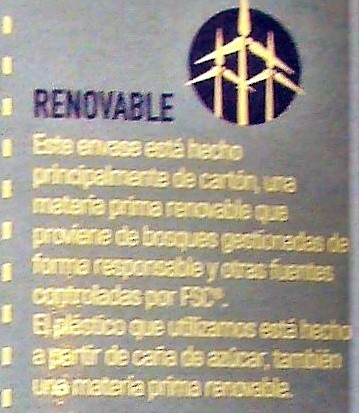 RENOVABLE
Este envase está hecho
principalmente de cartón, una
materia prima renovable que
proviene de bosques gestionadas de
forma responsable y otras fuentes
controladas por FSC®.
El plástico que utilizamos está hecho
a partir de caña de azúcar, también
una materia prima renovable.